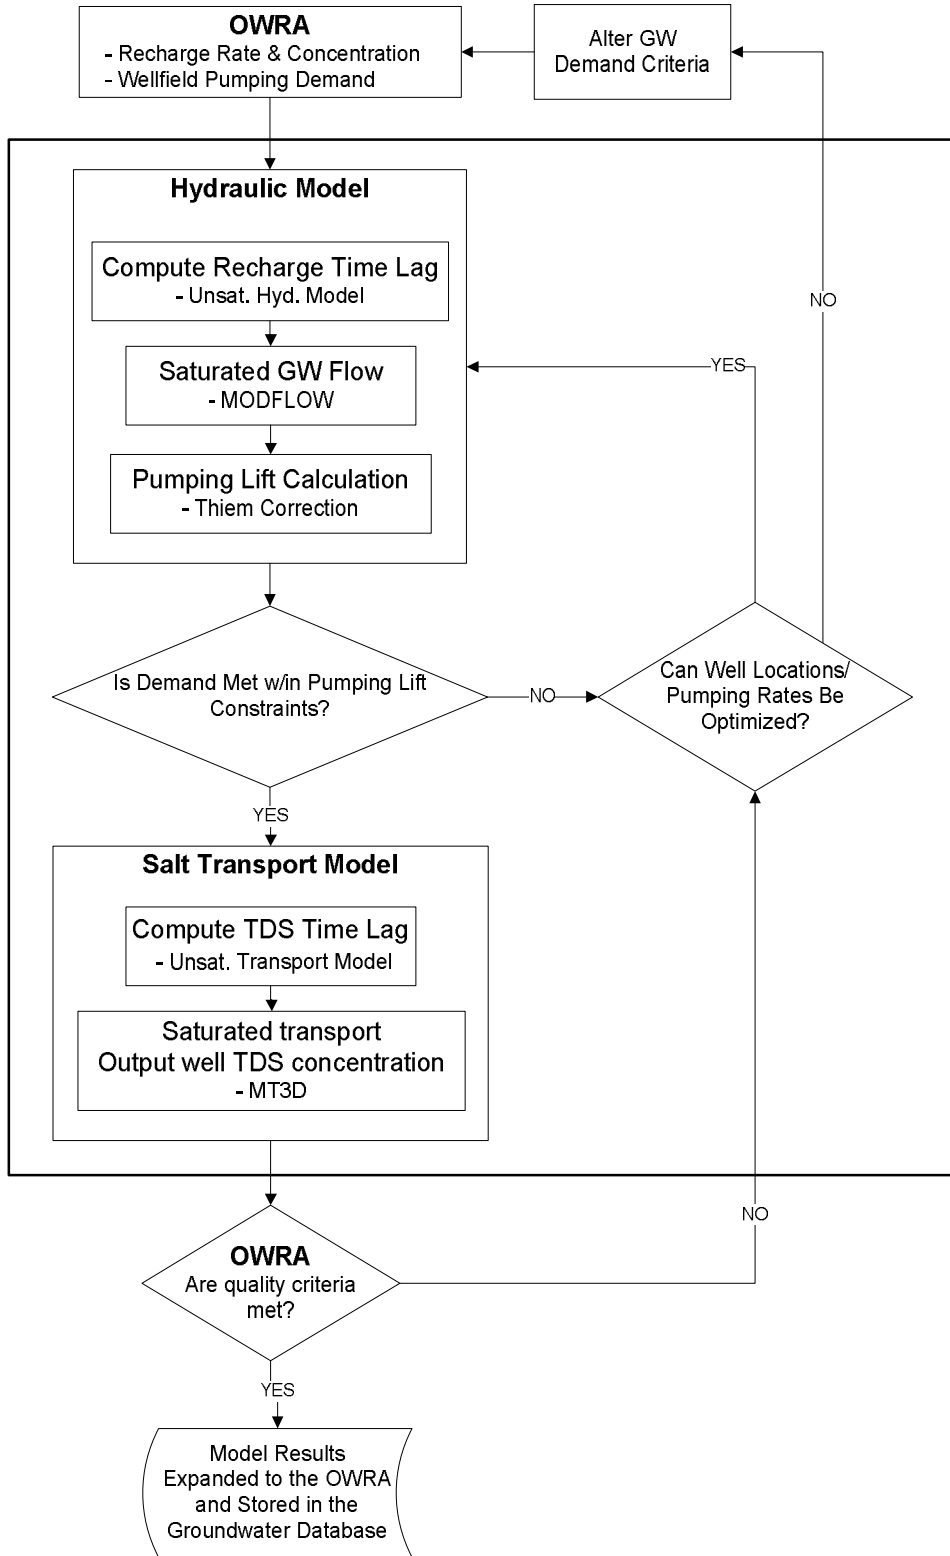 OWRA
- Recharge Rate & Concentration
- Wellfield Pumping Demand
Alter GW
Demand Criteria
Hydraulic Model
Compute Recharge Time Lag
- Unsat. Hyd. Model
Saturated GW Flow
- MODFLOW
Pumping Lift Calculation
- Thiem Correction
NO
YES
Is Demand Met w/in Pumping Lift
Constraints?
NO
Can Well Locations/
Pumping Rates Be
Optimized?
YES
Salt Transport Model
Compute TDS Time Lag
- Unsat. Transport Model
Saturated transport
Output well TDS concentration
- MT3D
NO
OWRA
Are quality criteria
met?
YES
Model Results
Expanded to the OWRA
and Stored in the
Groundwater Database